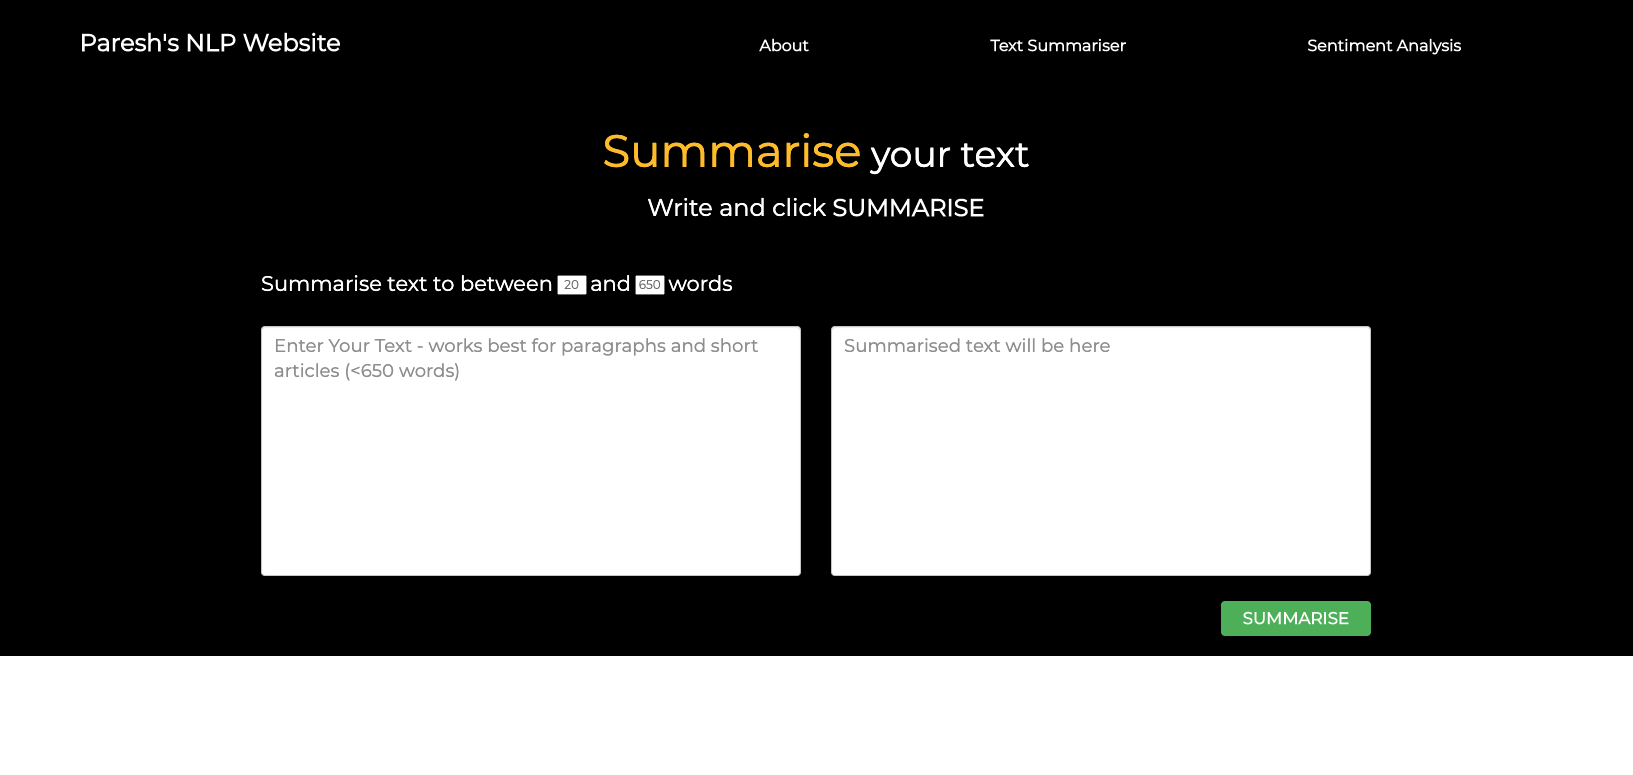 Paresh's NLP Website
About
Text Summariser
Sentiment Analysis
Summarise your text
Write and click SUMMARISE
Summarise text to between 20 and 650 words
Enter Your Text - works best for paragraphs and short
articles (<650 words)
Summarised text will be here
SUMMARISE